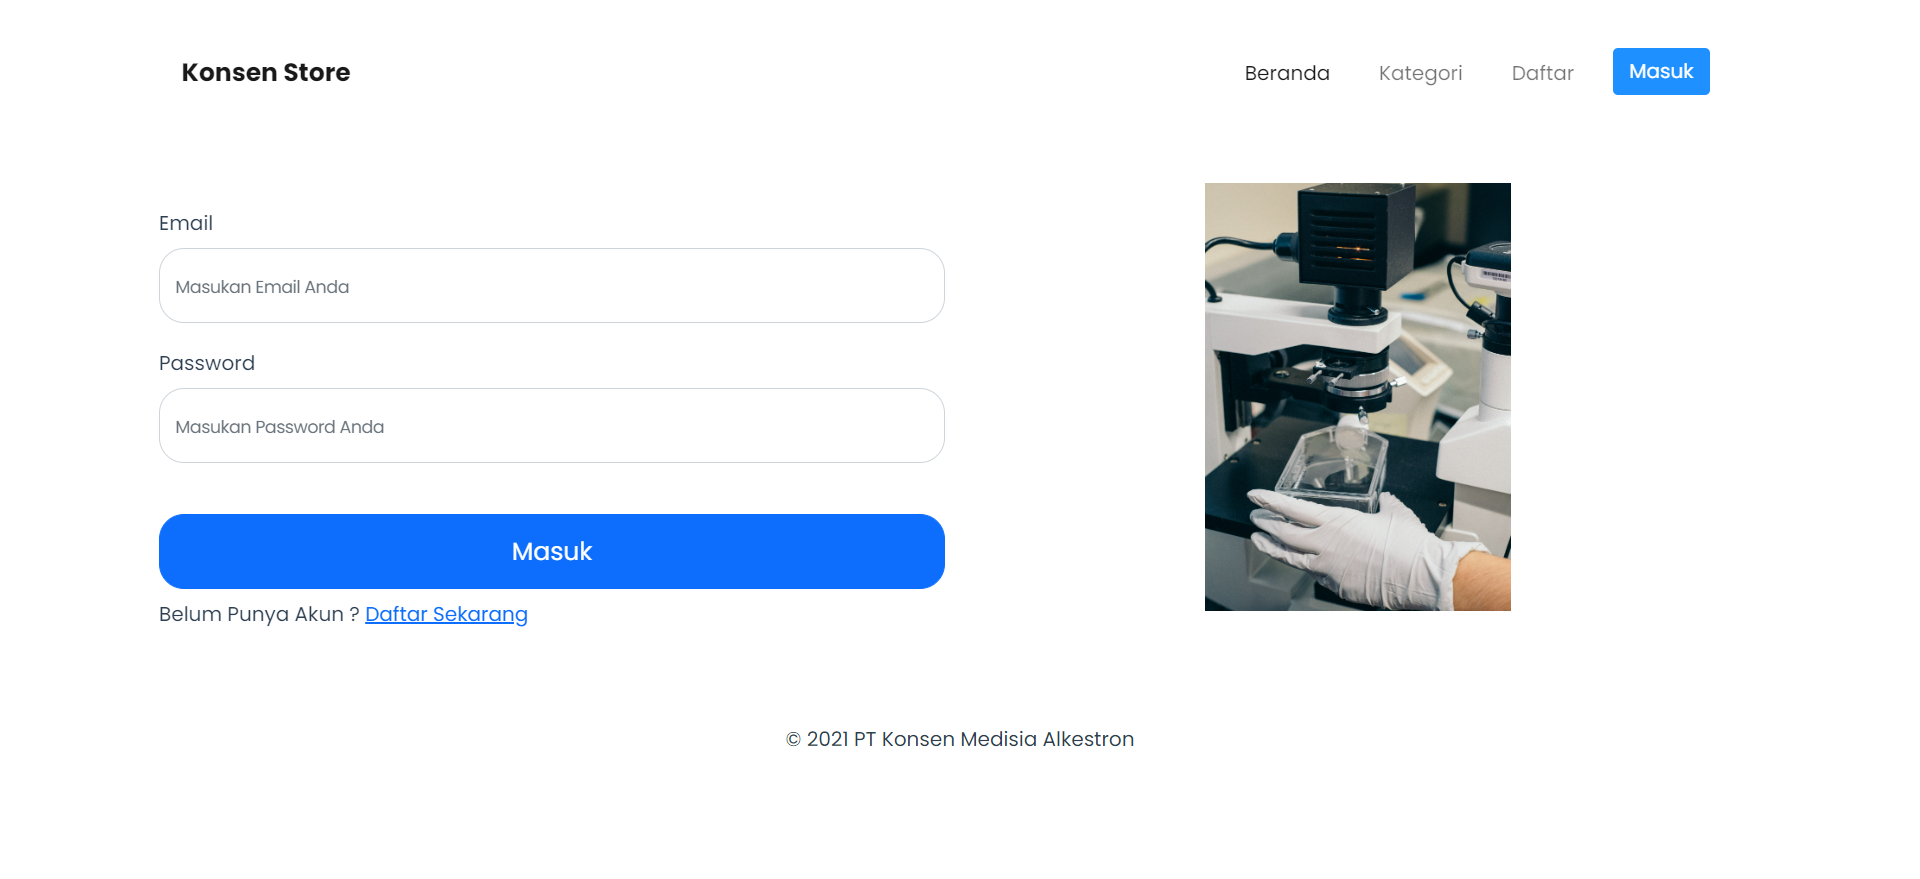 Konsen Store
Beranda
Kategori
Daftar
Masuk
Email
Masukan Email Anda
Password
Masukan Password Anda
Masuk
Belum Punya Akun ? Daftar Sekarang
© 2021 PT Konsen Medisia Alkestron